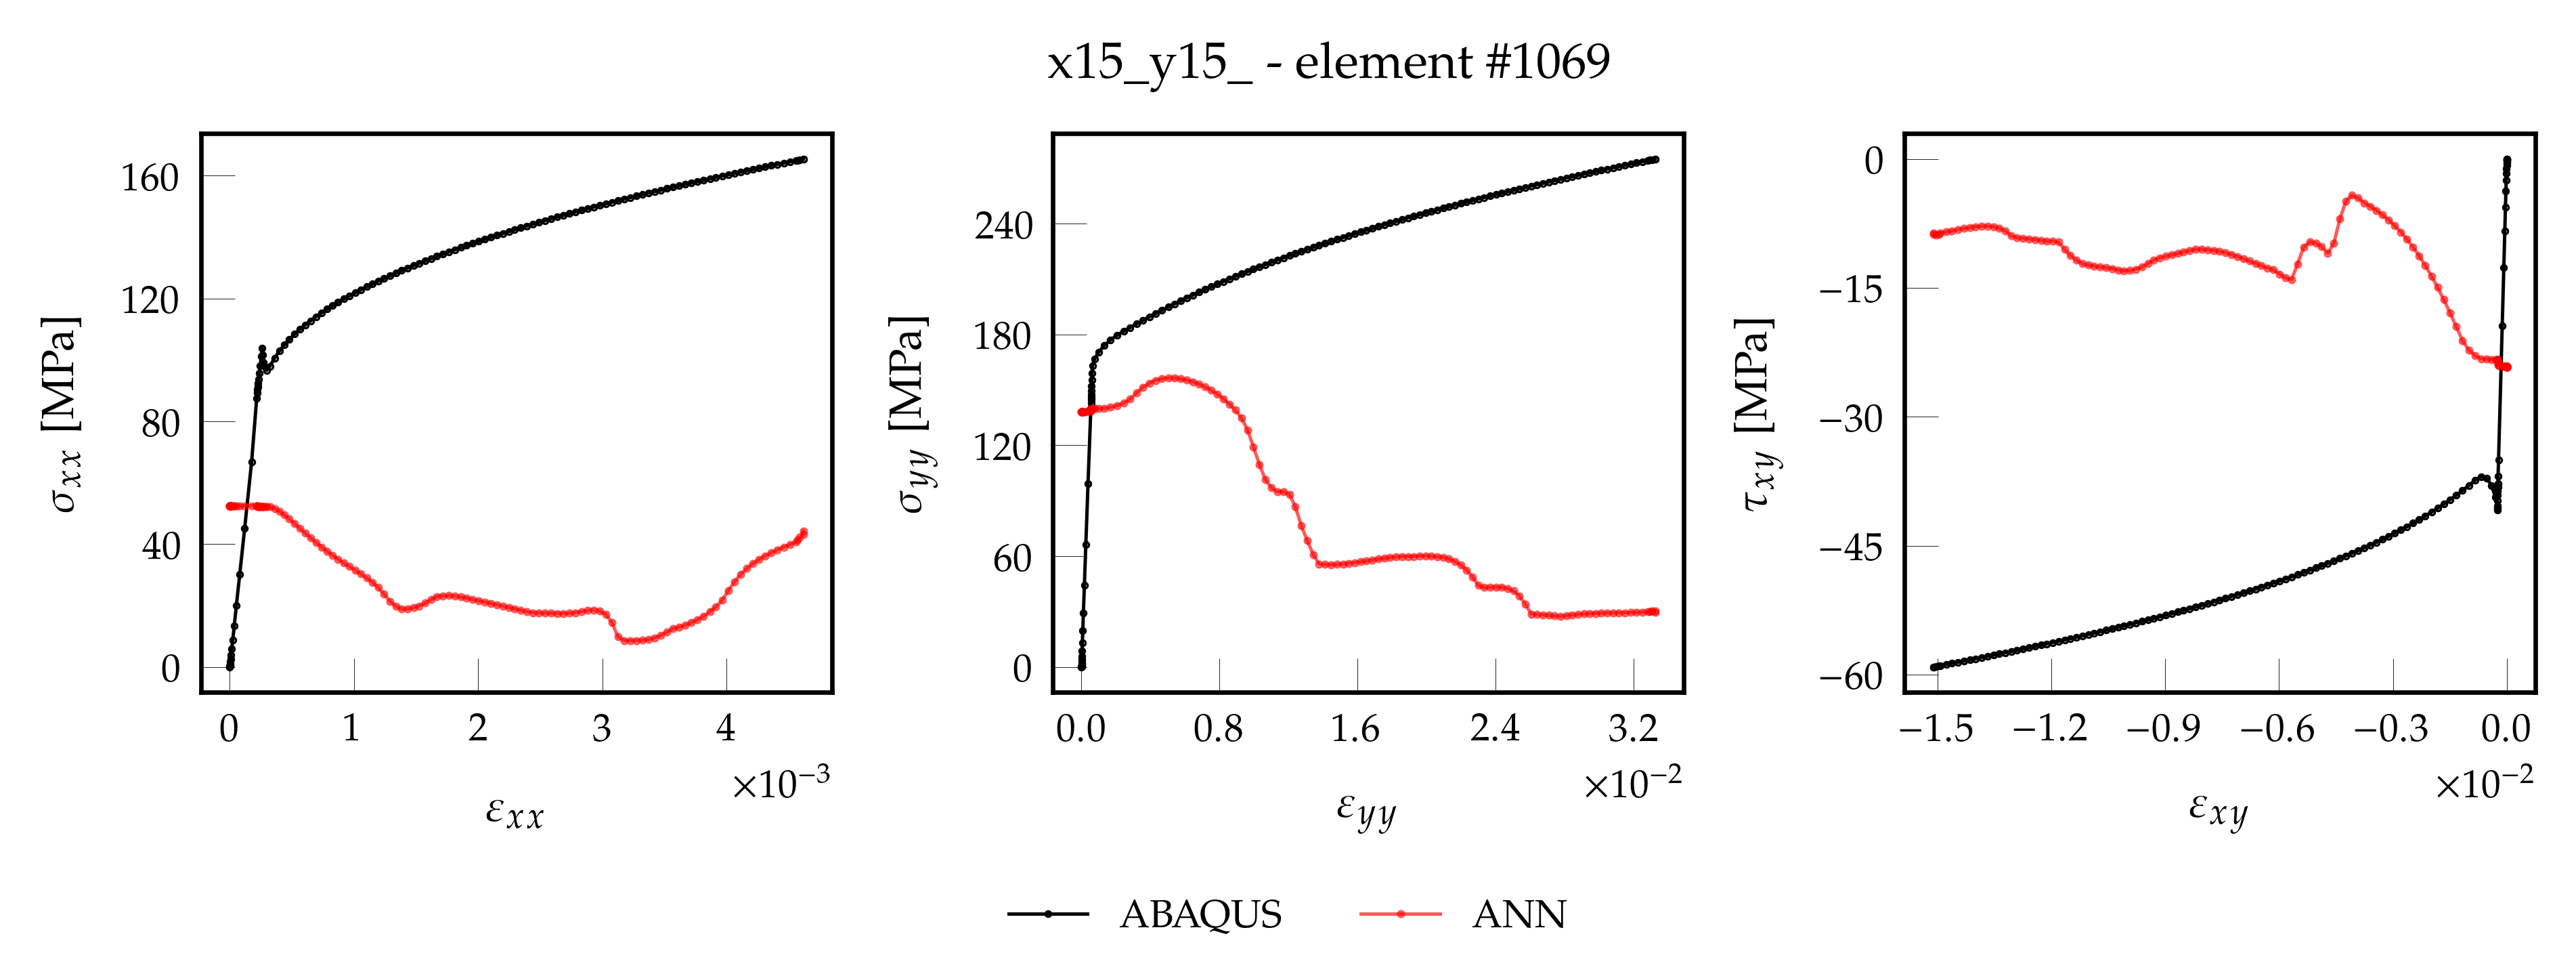 x15_y15_ - element #1069
σxx [MPa]
160
120
80
40
0
0 1 2 3 4
×10⁻³
εxx
σyy [MPa]
240
180
120
60
0
0.0 0.8 1.6 2.4 3.2
×10⁻²
εyy
τxy [MPa]
0
−15
−30
−45
−60
−1.5 −1.2 −0.9 −0.6 −0.3 0.0
×10⁻²
εxy
ABAQUS ANN